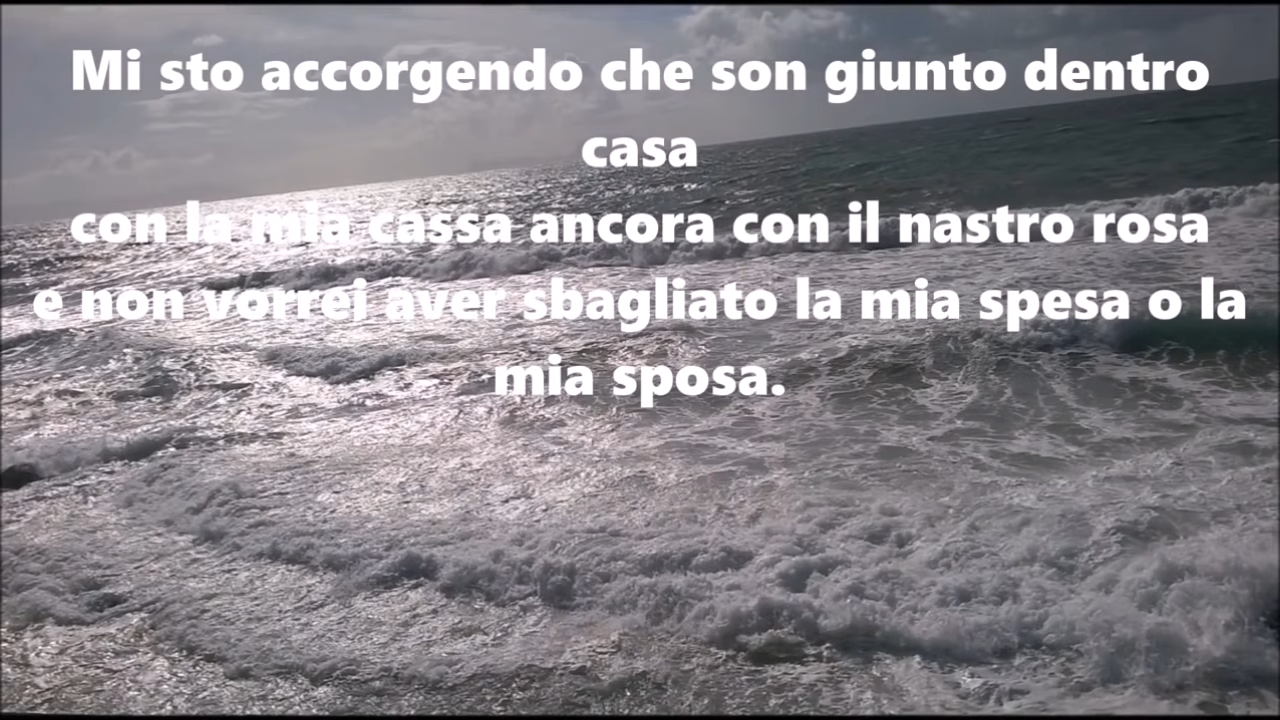 Mi sto accorgendo che son giunto dentro
casa
con la mia cassa ancora con il nastro rosa
e non vorrei aver sbagliato la mia spesa o la
mia sposa.